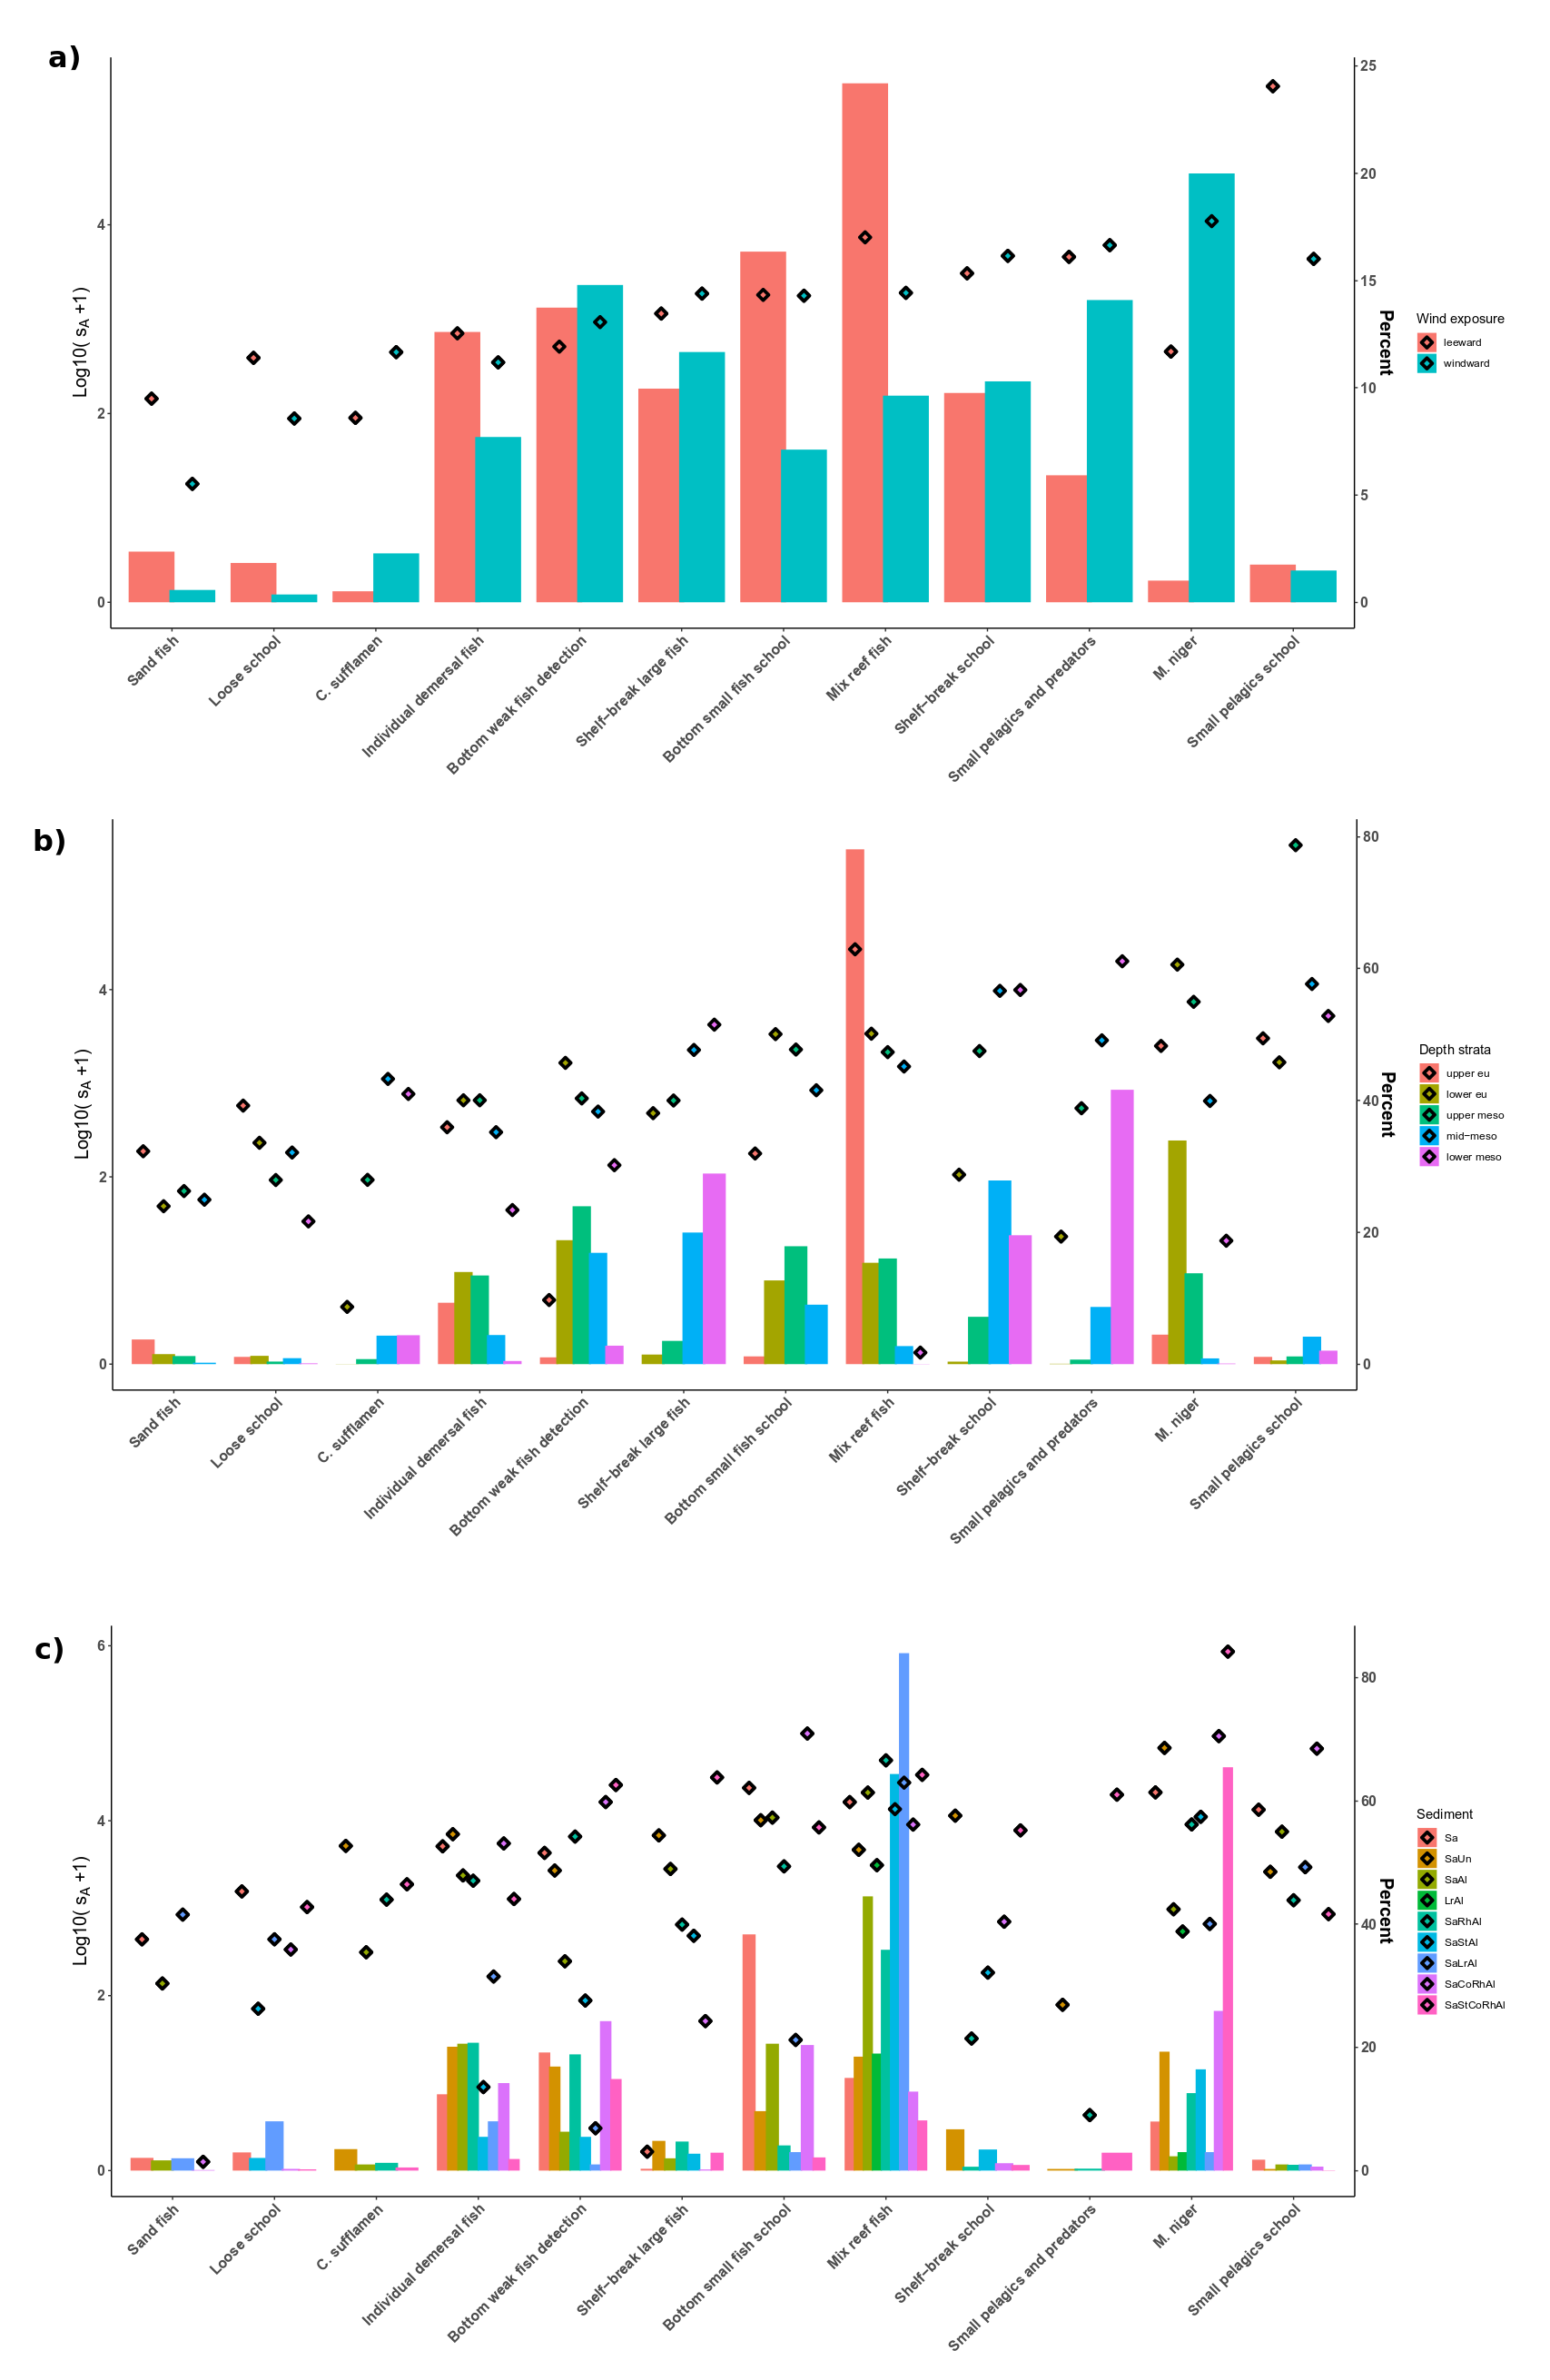 a)
Log10( sA +1)
4
2
0
25
20
15
10
5
0
Percent
Wind exposure
leeward
windward
Sand fish
Loose school
C. sufflamen
Individual demersal fish
Bottom weak fish detection
Shelf−break large fish
Bottom small fish school
Mix reef fish
Shelf−break school
Small pelagics and predators
M. niger
Small pelagics school
b)
Log10( sA +1)
4
2
0
80
60
40
20
0
Percent
Depth strata
upper eu
lower eu
upper meso
mid−meso
lower meso
Sand fish
Loose school
C. sufflamen
Individual demersal fish
Bottom weak fish detection
Shelf−break large fish
Bottom small fish school
Mix reef fish
Shelf−break school
Small pelagics and predators
M. niger
Small pelagics school
c)
Log10( sA +1)
6
4
2
0
80
60
40
20
0
Percent
Sediment
Sa
SaUn
SaAl
LrAl
SaRhAl
SaStAl
SaLrAl
SaCoRhAl
SaStCoRhAl
Sand fish
Loose school
C. sufflamen
Individual demersal fish
Bottom weak fish detection
Shelf−break large fish
Bottom small fish school
Mix reef fish
Shelf−break school
Small pelagics and predators
M. niger
Small pelagics school